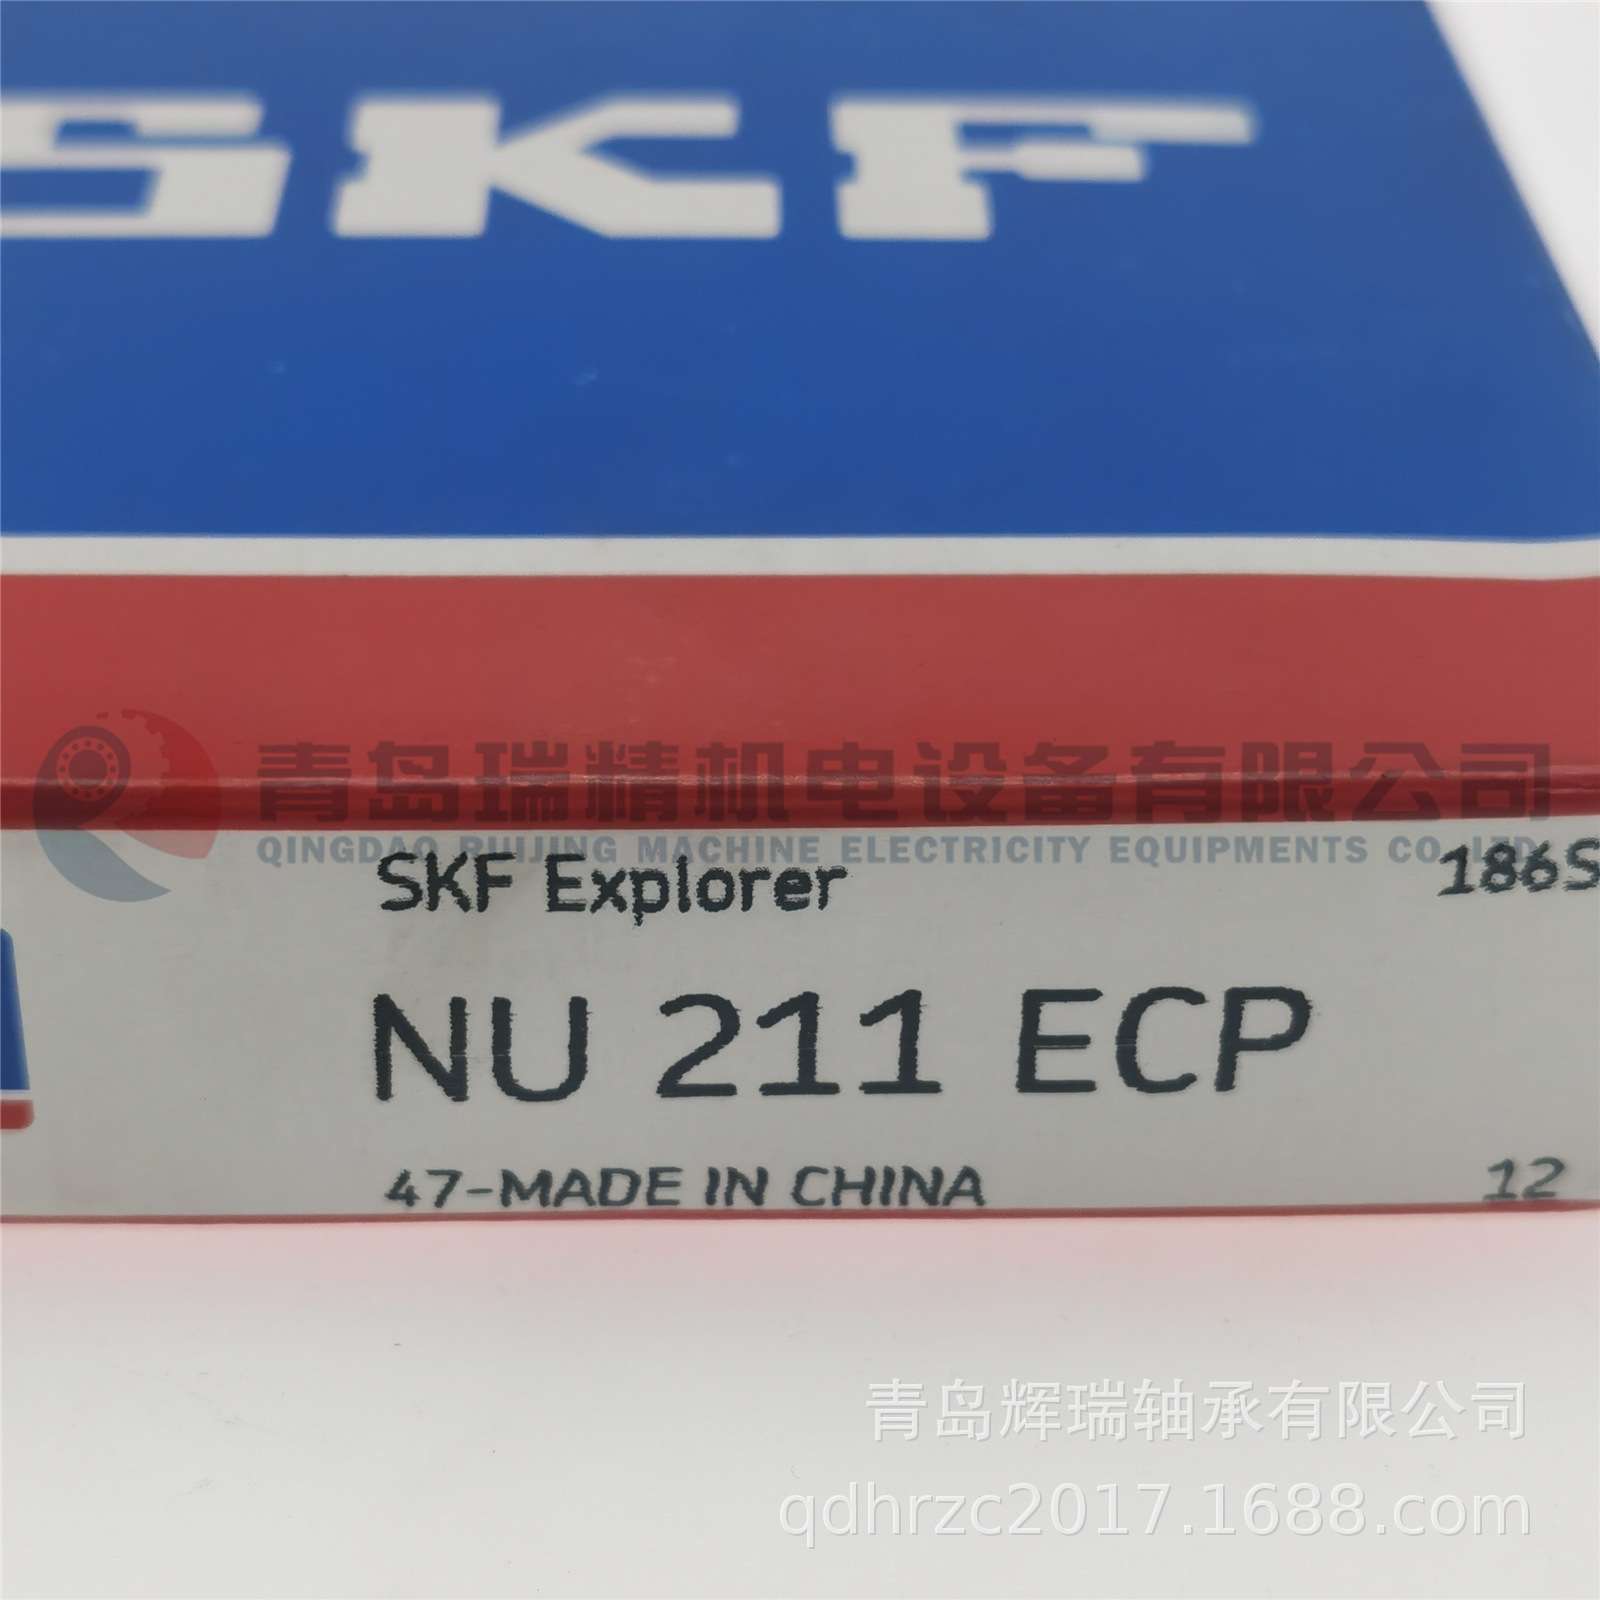 SKF
青岛瑞精机电设备有限公司
QINGDAO RUIJING MACHINE ELECTRICITY EQUIPMENTS CO.,LTD.
SKF Explorer
186S
NU 211 ECP
47-MADE IN CHINA
12
青岛辉瑞轴承有限公司
qdhrzc2017.1688.com